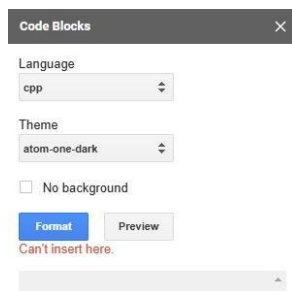 Code Blocks
Language
cpp
Theme
atom-one-dark
No background
Format Preview
Can't insert here.